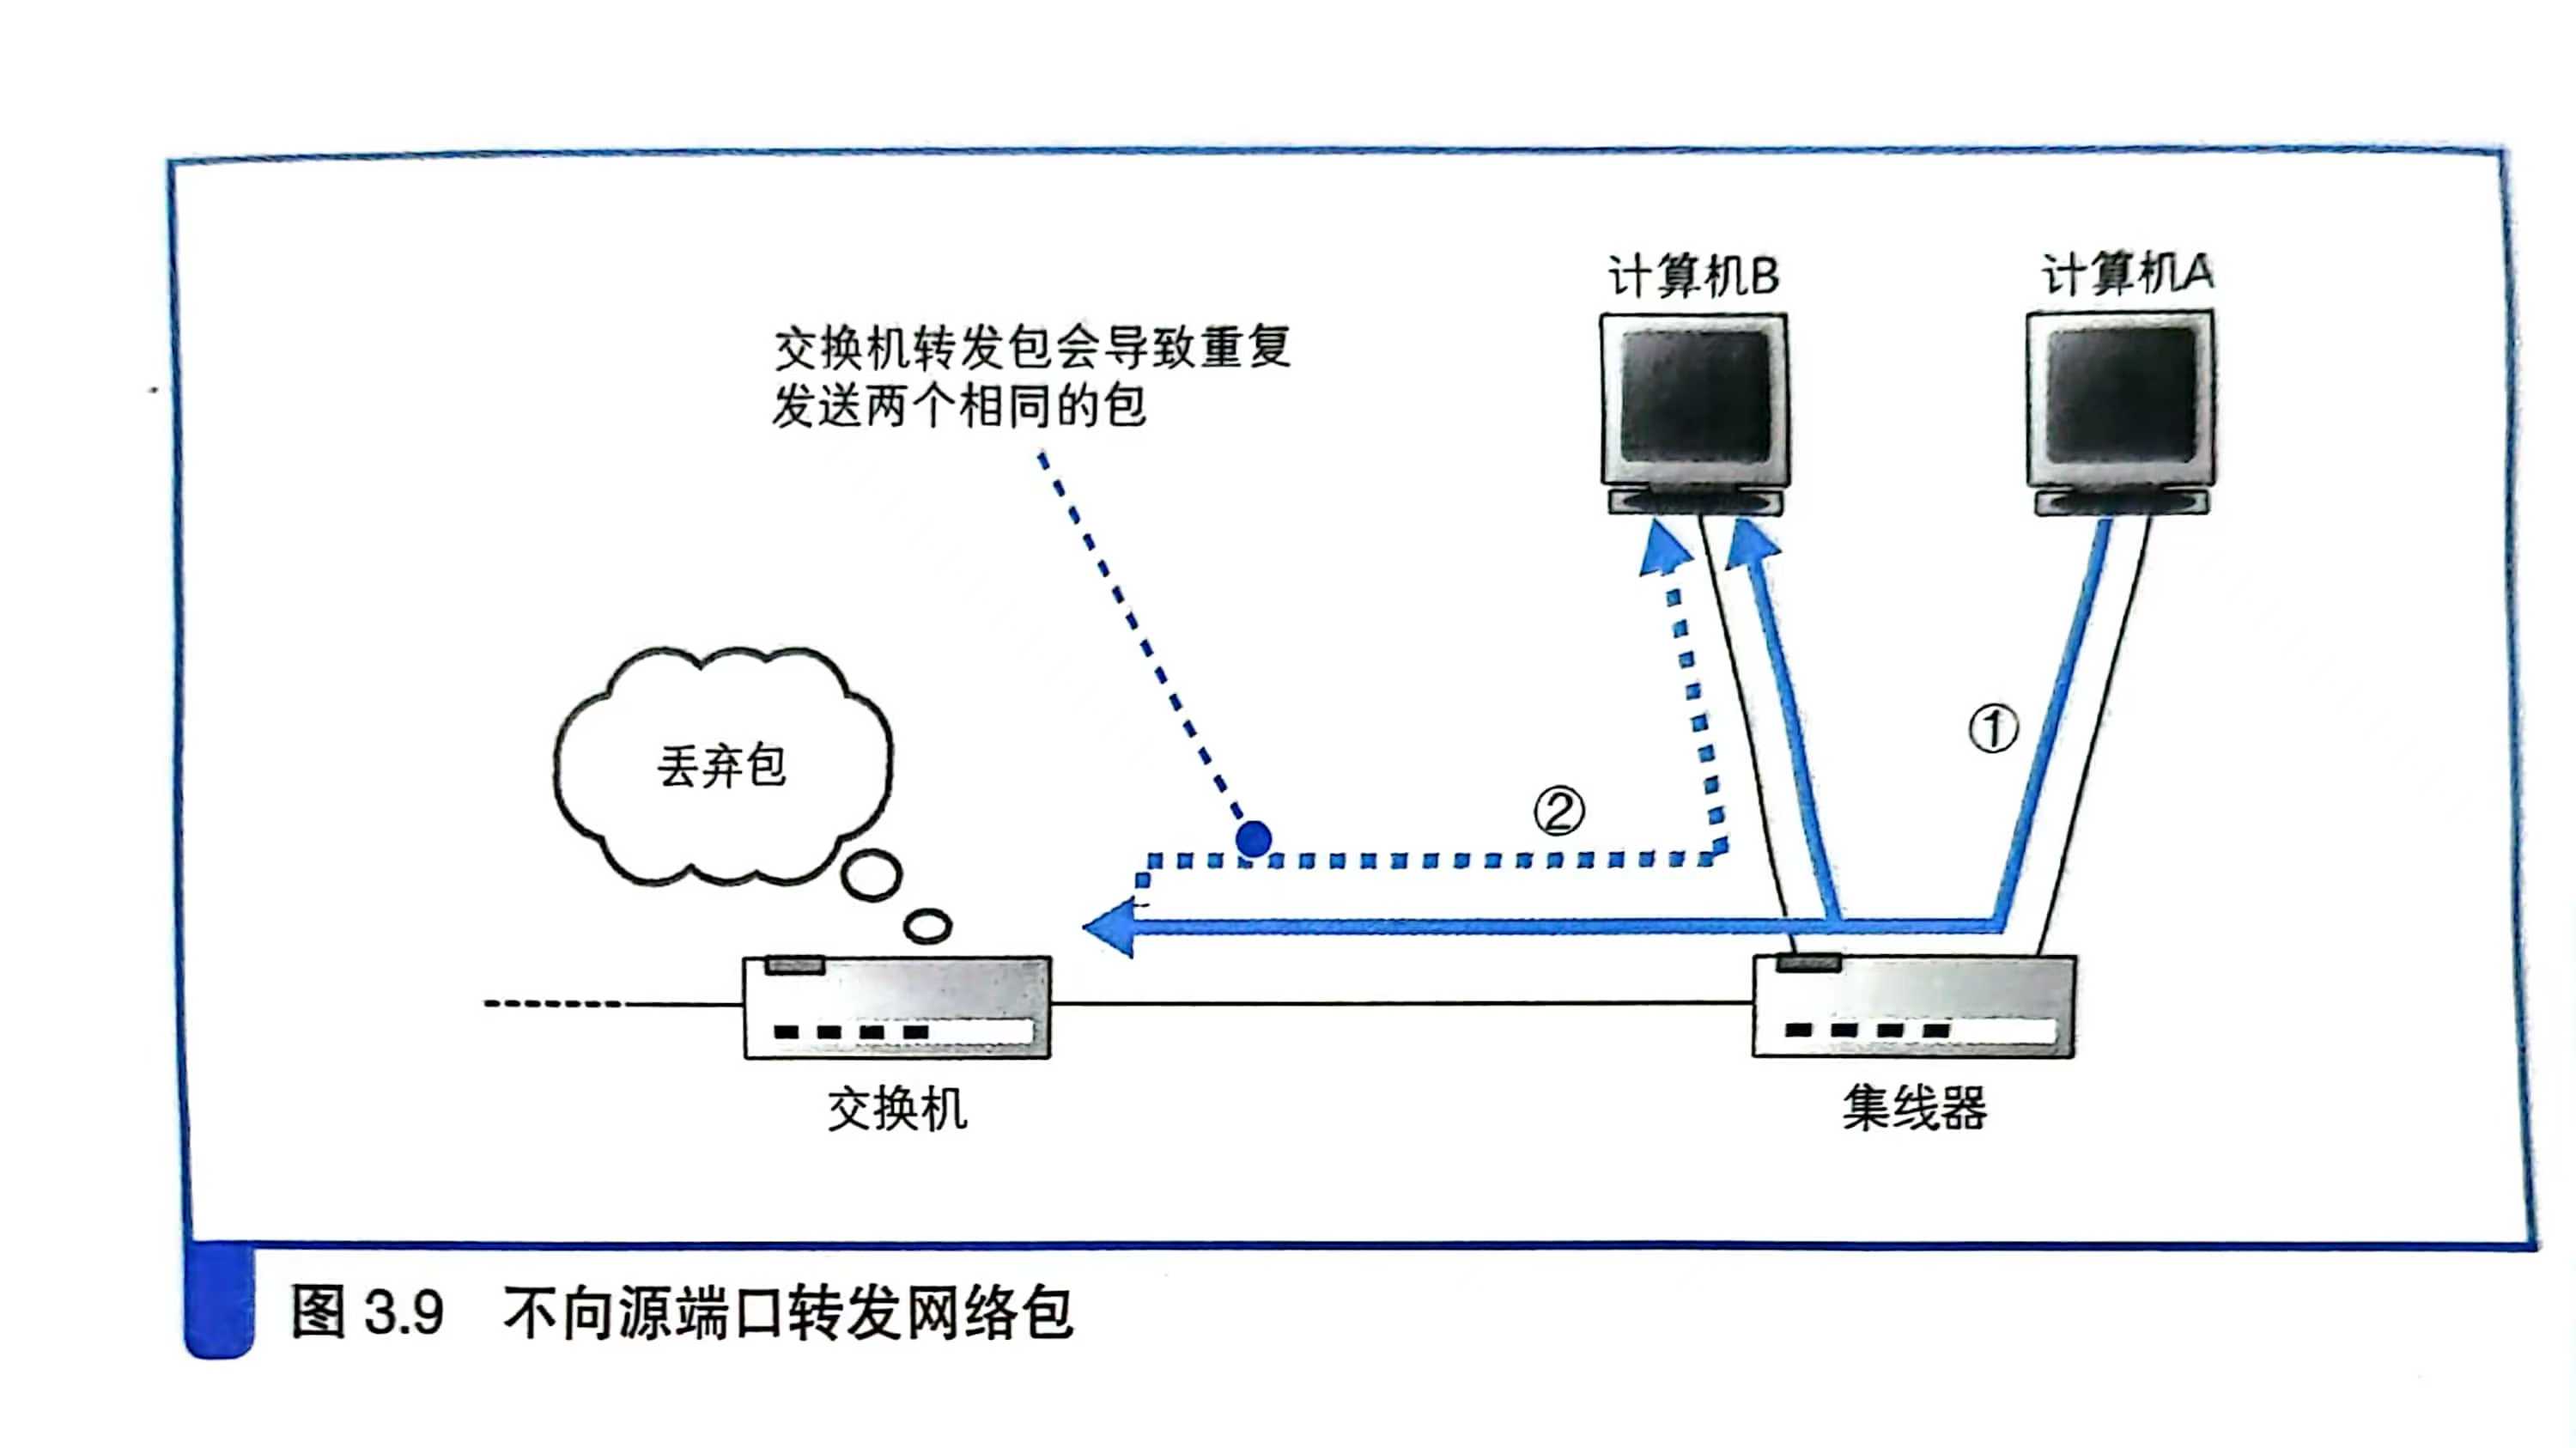 计算机B
计算机A
交换机转发包会导致重复
发送两个相同的包
①
丢弃包
②
交换机
集线器
图 3.9 不向源端口转发网络包